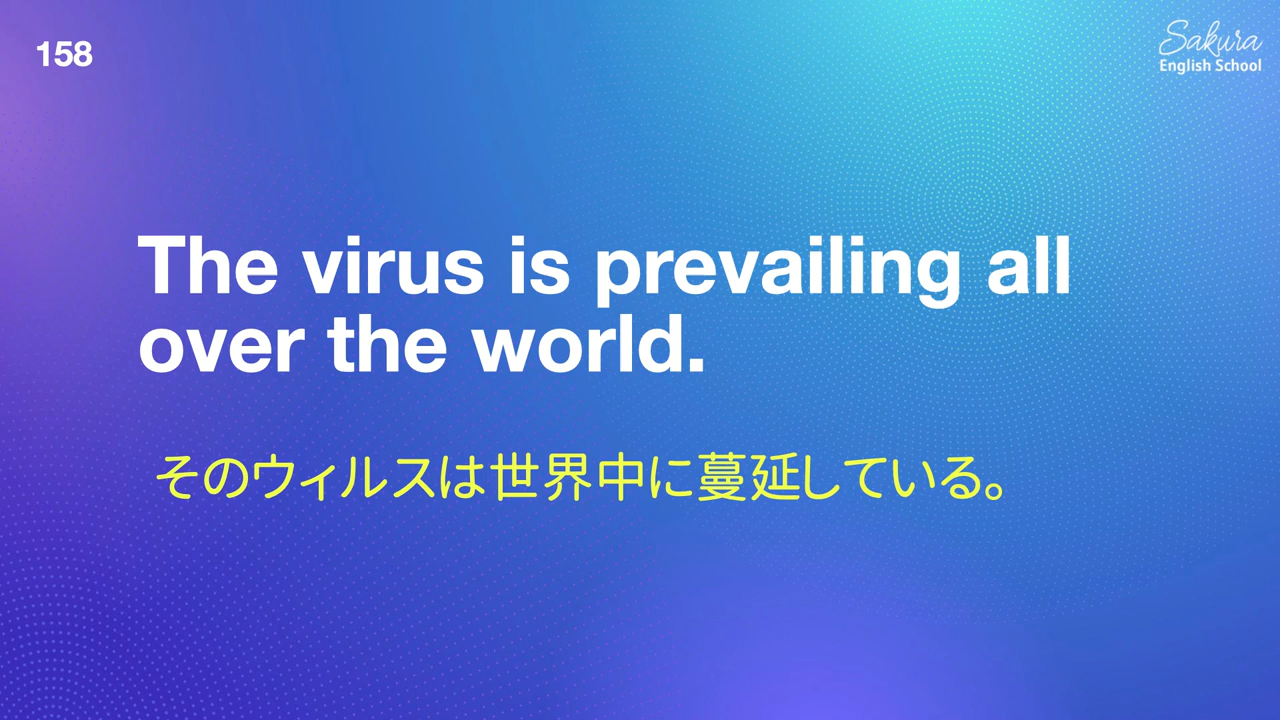 158
Sakura
English School
The virus is prevailing all
over the world.
そのウィルスは世界中に蔓延している。